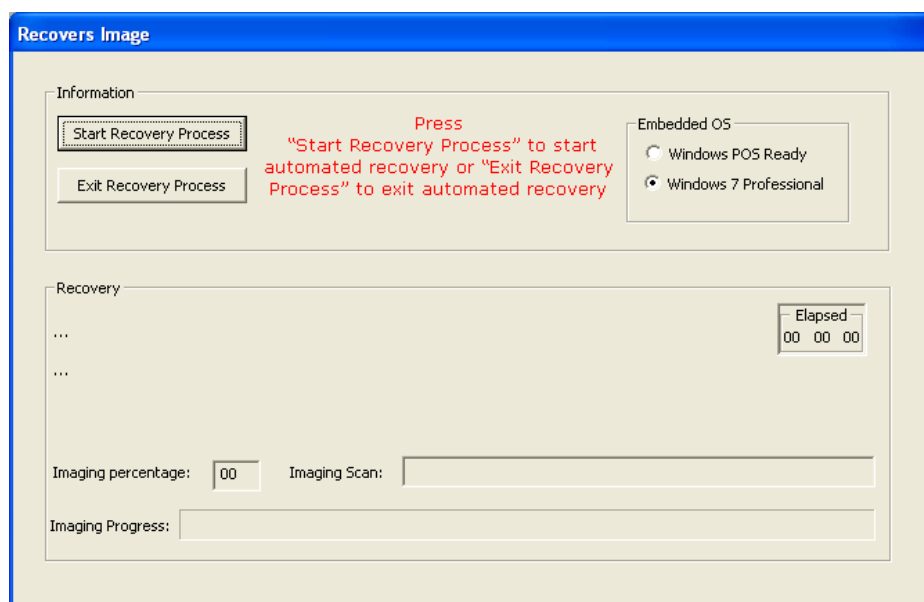 Recovers Image
Information
Start Recovery Process
Exit Recovery Process
Press
“Start Recovery Process” to start
automated recovery or “Exit Recovery
Process” to exit automated recovery
Embedded OS
Windows POS Ready
Windows 7 Professional
Recovery
...
...
Elapsed
00 00 00
Imaging percentage: 00 Imaging Scan:
Imaging Progress: